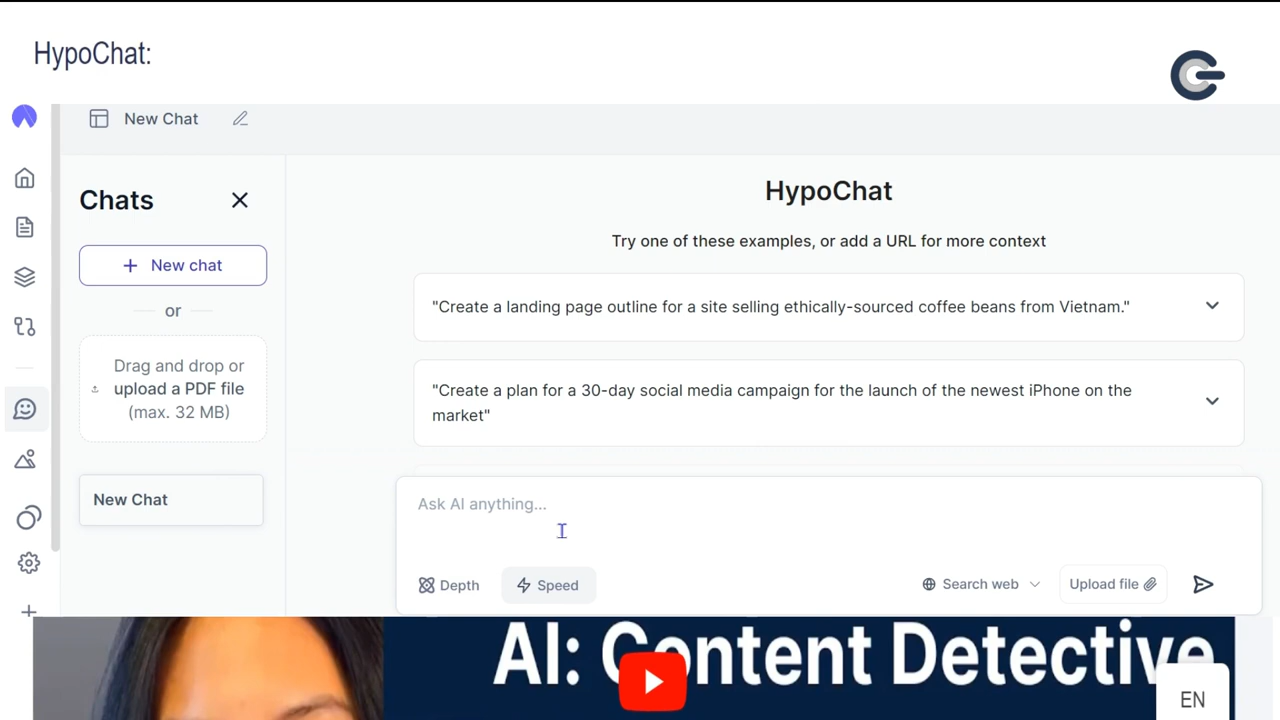 HypoChat:
New Chat
Chats
HypoChat
Try one of these examples, or add a URL for more context
+ New chat
or
"Create a landing page outline for a site selling ethically-sourced coffee beans from Vietnam."
Drag and drop or
upload a PDF file
(max. 32 MB)
"Create a plan for a 30-day social media campaign for the launch of the newest iPhone on the
market"
New Chat
Ask AI anything...
Depth
Speed
Search web
Upload file
AI: Content Detective
EN